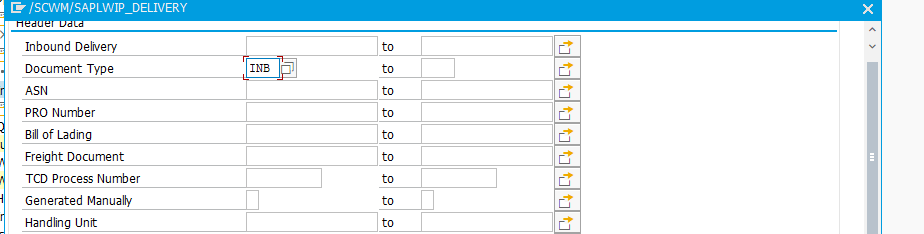 /SCWM/SAPLWIP_DELIVERY
Header Data
Inbound Delivery to
Document Type INB to
ASN to
PRO Number to
Bill of Lading to
Freight Document to
TCD Process Number to
Generated Manually to
Handling Unit to